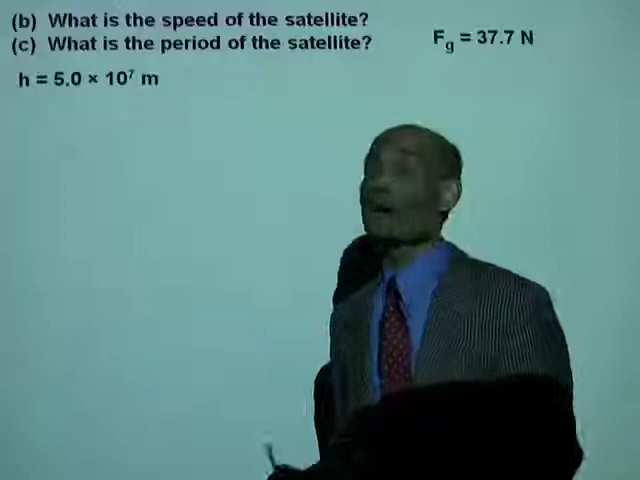 (b) What is the speed of the satellite?
(c) What is the period of the satellite?
Fg = 37.7 N
h = 5.0 × 10⁷ m